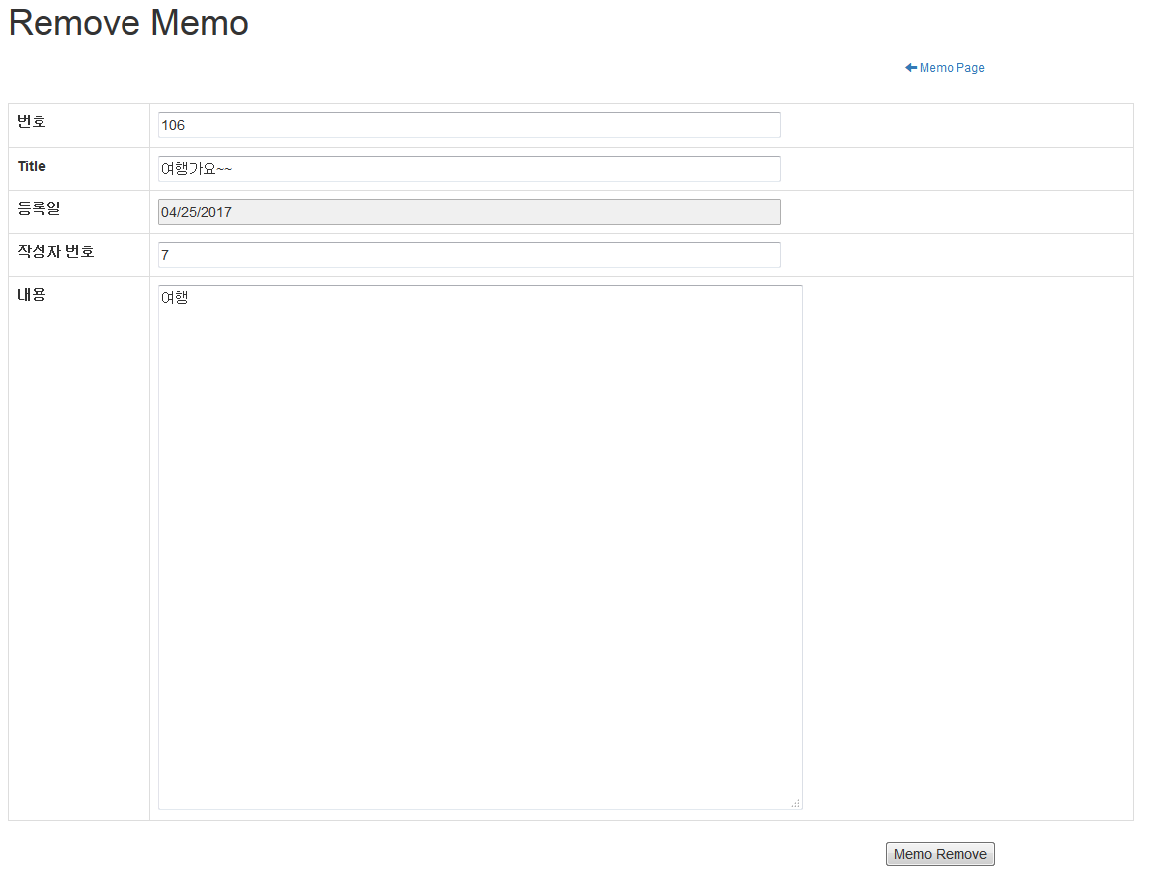 Remove Memo
Memo Page
번호 106
Title 여행가요~~
등록일 04/25/2017
작성자 번호 7
내용 여행
Memo Remove